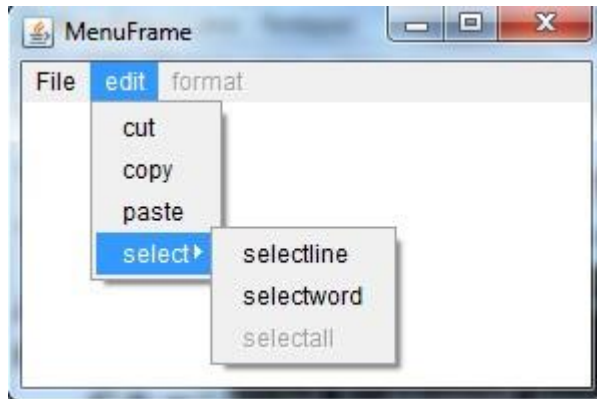 MenuFrame
File edit format
cut
copy
paste
select selectline
selectword
selectall